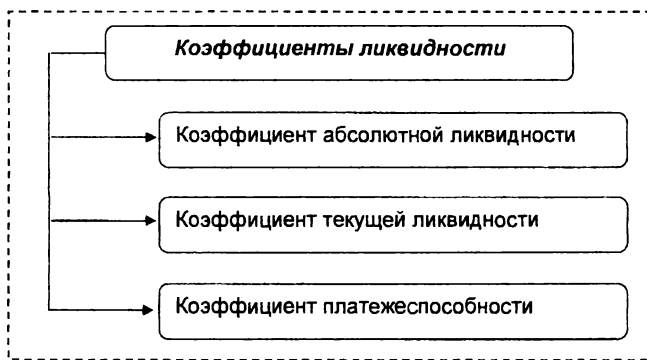 Коэффициенты ликвидности
Коэффициент абсолютной ликвидности
Коэффициент текущей ликвидности
Коэффициент платежеспособности